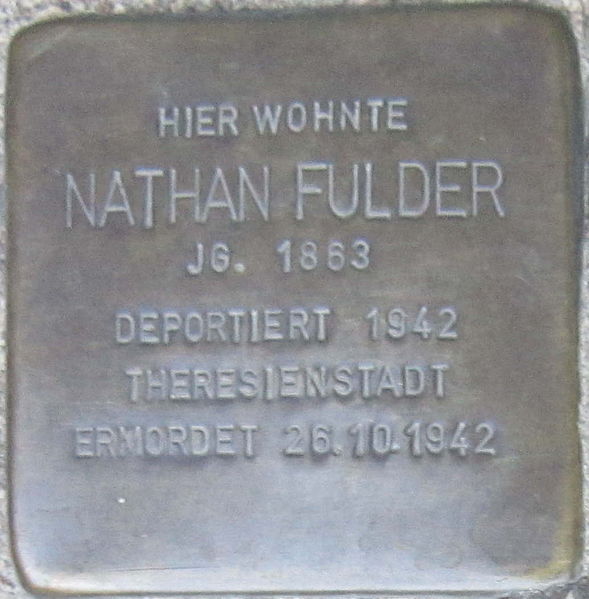 HIER WOHNTE
NATHAN FULDER
JG. 1863
DEPORTIERT 1942
THERESIENSTADT
ERMORDET 26.10.1942